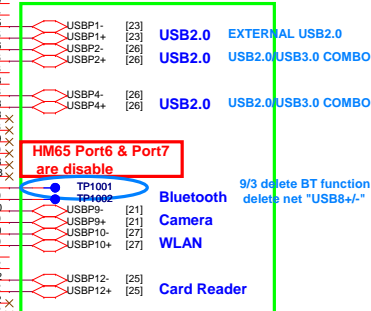 USBP1- [23]
USBP1+ [23] USB2.0 EXTERNAL USB2.0
USBP2- [26]
USBP2+ [26] USB2.0 USB2.0/USB3.0 COMBO
USBP4- [26]
USBP4+ [26] USB2.0 USB2.0/USB3.0 COMBO
HM65 Port6 & Port7
are disable
TP1001 9/3 delete BT function
TP1002 Bluetooth delete net "USB8+/-"
USBP9- [21]
USBP9+ [21] Camera
USBP10- [27]
USBP10+ [27] WLAN
USBP12- [25]
USBP12+ [25] Card Reader